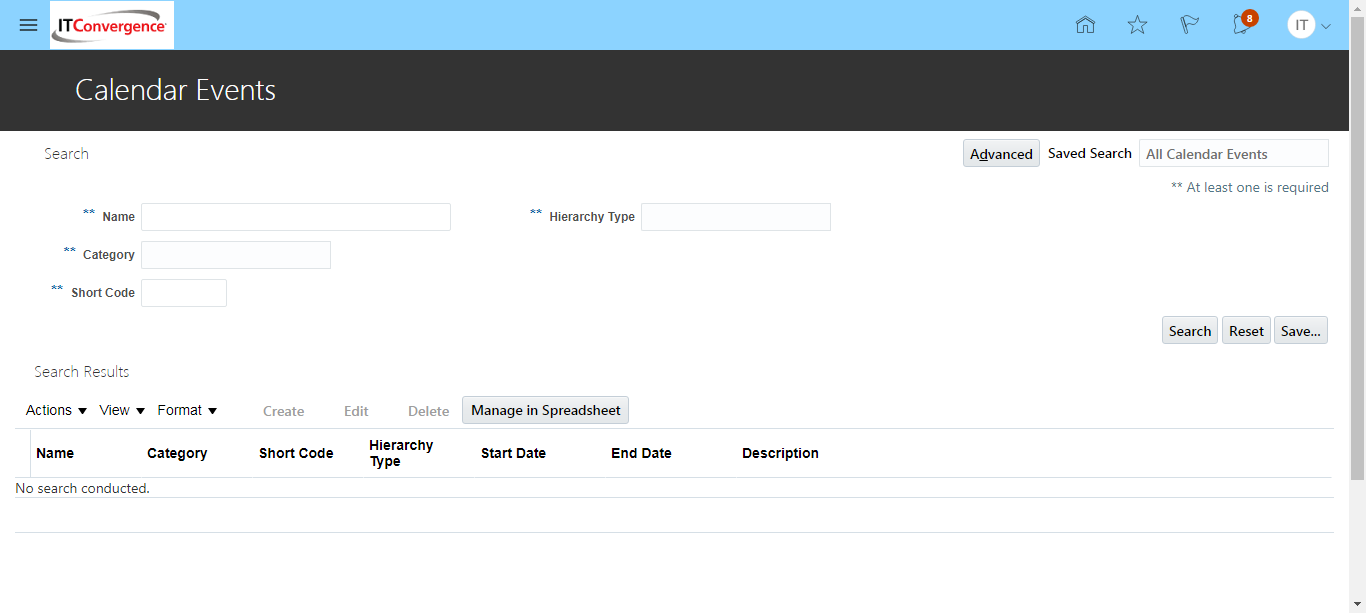 ITConvergence
8
IT
Calendar Events
Search
Advanced Saved Search All Calendar Events
** At least one is required
** Name
** Hierarchy Type
** Category
** Short Code
Search Reset Save...
Search Results
Actions View Format Create Edit Delete Manage in Spreadsheet
Name Category Short Code Hierarchy Type Start Date End Date Description
No search conducted.